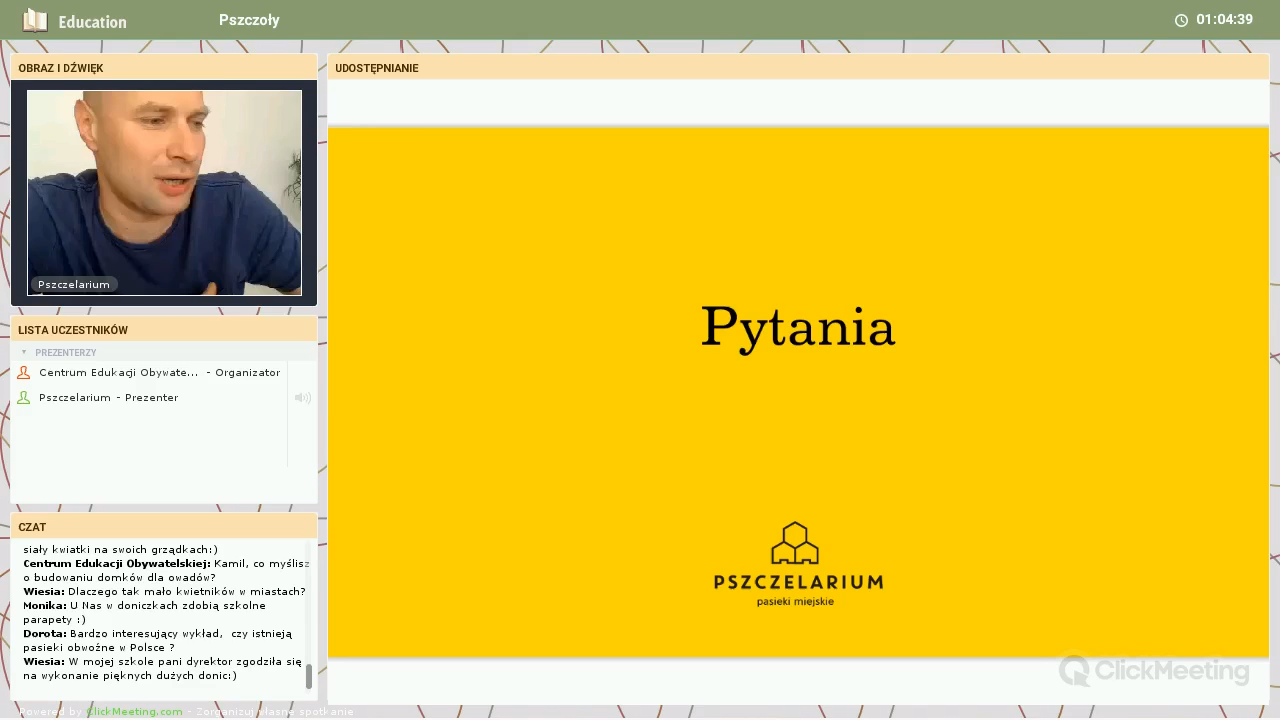 Education
Pszczoły
01:04:39
OBRAZ I DŹWIĘK
Pszczelarium
LISTA UCZESTNIKÓW
PREZENTERZY
Centrum Edukacji Obywate... - Organizator
Pszczelarium - Prezenter
CZAT
siały kwiatki na swoich grządkach:)
Centrum Edukacji Obywatelskiej: Kamil, co myślisz
o budowaniu domków dla owadów?
Wiesia: Dlaczego tak mało kwietników w miastach?
Monika: U Nas w doniczkach zdobią szkolne
parapety :)
Dorota: Bardzo interesujący wykład, czy istnieją
pasieki obwoźne w Polsce ?
Wiesia: W mojej szkole pani dyrektor zgodziła się
na wykonanie pięknych dużych donic:)
Powered by ClickMeeting.com - Zorganizuj własne spotkanie
UDOSTĘPNIANIE
Pytania
PSZCZELARIUM
pasieki miejskie
ClickMeeting